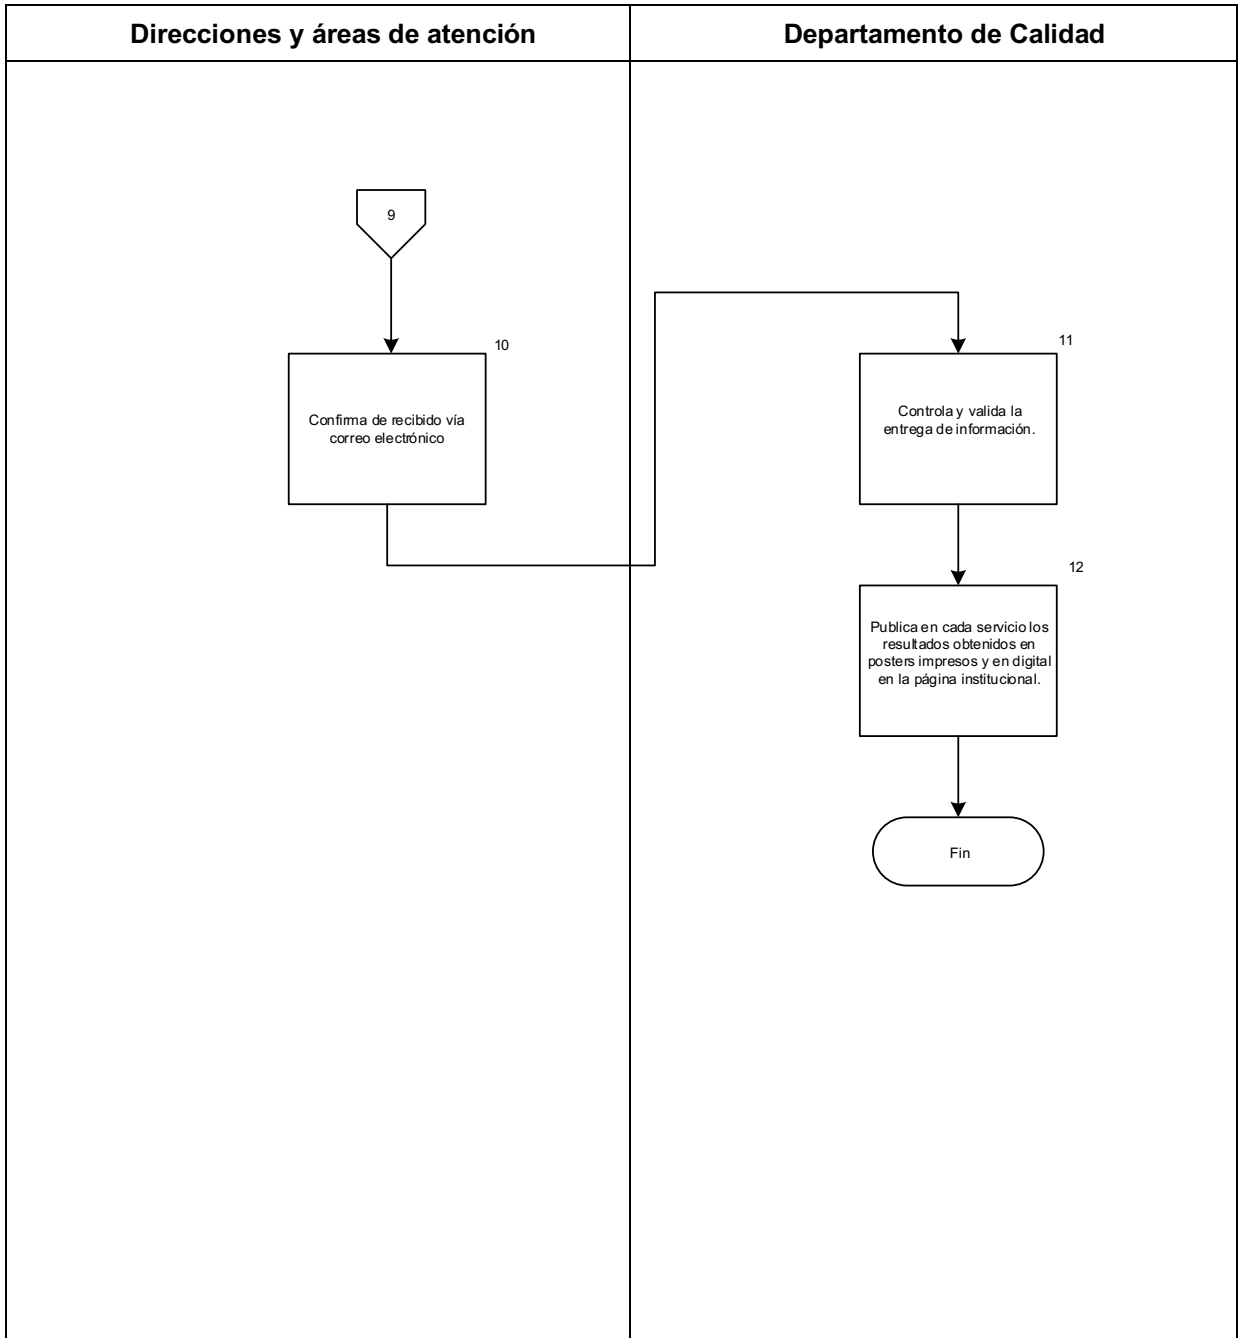 Direcciones y áreas de atención
Departamento de Calidad
9
10
Confirma de recibido vía
correo electrónico
11
Controla y valida la
entrega de información.
12
Publica en cada servicio los
resultados obtenidos en
posters impresos y en digital
en la página institucional.
Fin